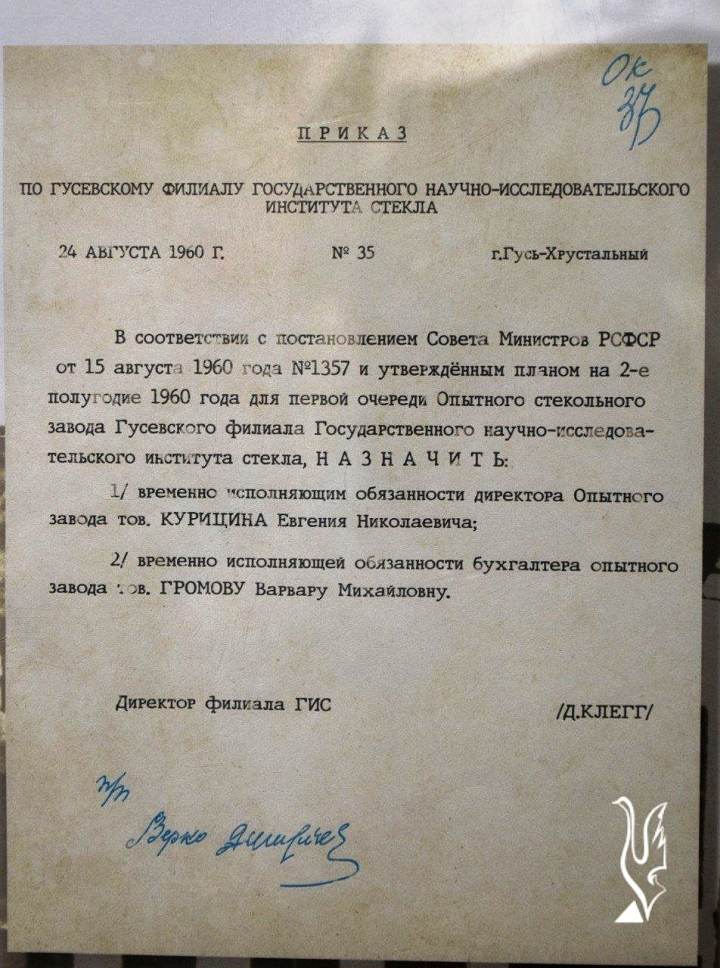 ПРИКАЗ
ПО ГУСЕВСКОМУ ФИЛИАЛУ ГОСУДАРСТВЕННОГО НАУЧНО-ИССЛЕДОВАТЕЛЬСКОГО
ИНСТИТУТА СТЕКЛА
24 АВГУСТА 1960 Г. № 35 г.Гусь-Хрустальный
В соответствии с постановлением Совета Министров РСФСР
от 15 августа 1960 года №1357 и утверждённым планом на 2-е
полугодие 1960 года для первой очереди Опытного стекольного
завода Гусевского филиала Государственного научно-исследова-
тельского института стекла, Н А З Н А Ч И Т Ь:
1/ временно исполняющим обязанности директора Опытного
завода тов. КУРИЦИНА Евгения Николаевича;
2/ временно исполняющей обязанности бухгалтера опытного
завода тов. ГРОМОВУ Варвару Михайловну.
Директор филиала ГИС /Д.КЛЕГГ/
Верно